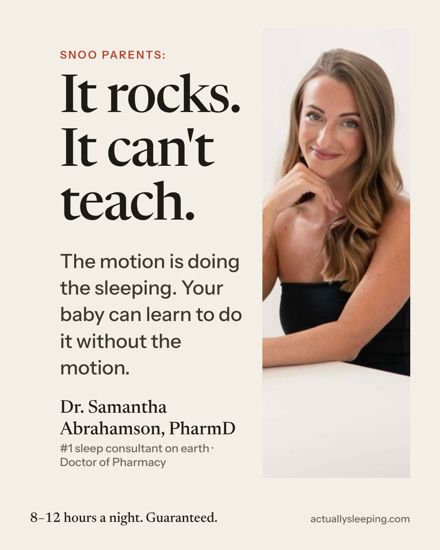 SNOO PARENTS:
It rocks.
It can't
teach.
The motion is doing
the sleeping. Your
baby can learn to do
it without the
motion.
Dr. Samantha
Abrahamson, PharmD
#1 sleep consultant on earth ·
Doctor of Pharmacy
8–12 hours a night. Guaranteed.
actuallysleeping.com